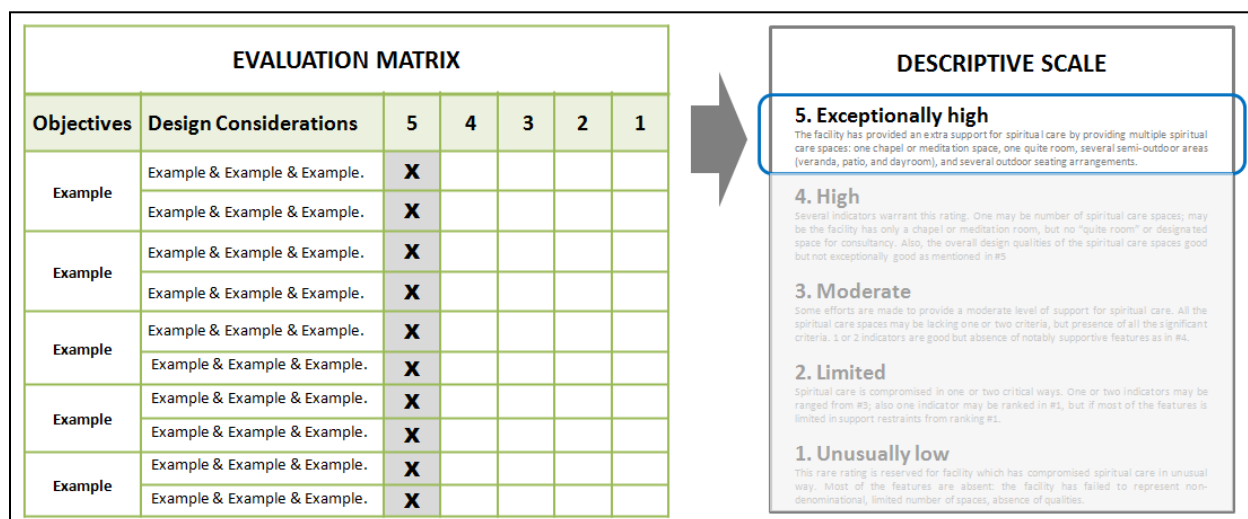 EVALUATION MATRIX
Objectives Design Considerations 5 4 3 2 1
Example
Example & Example & Example. X
Example & Example & Example. X
Example
Example & Example & Example. X
Example & Example & Example. X
Example
Example & Example & Example. X
Example & Example & Example. X
Example
Example & Example & Example. X
Example & Example & Example. X
Example
Example & Example & Example. X
Example & Example & Example. X
DESCRIPTIVE SCALE
5. Exceptionally high
The facility has provided an extra support for spiritual care by providing multiple spiritual
care spaces: one chapel or meditation space, one quite room, several semi-outdoor areas
(veranda, patio, and dayroom), and several outdoor seating arrangements.
4. High
Several indicators warrant this rating. One may be number of spiritual care spaces; may
be the facility has only a chapel or meditation room, but no "quite room" or designated
space for consultancy. Also, the overall design qualities of the spiritual care spaces good
but not exceptionally good as mentioned in #5
3. Moderate
Some efforts are made to provide a moderate level of support for spiritual care. All the
spiritual care spaces may be lacking one or two criteria, but presence of all the significant
criteria. 1 or 2 indicators are good but absence of notably supportive features as in #4.
2. Limited
Spiritual care is compromised in one or two critical ways. One or two indicators may be
ranged from #3; also one indicator may be ranked in #1, but if most of the features is
limited in support restraints from ranking #1.
1. Unusually low
This rare rating is reserved for facility which has compromised spiritual care in unusual
way. Most of the features are absent: the facility has failed to represent non-
denominational, limited number of spaces, absence of qualities.